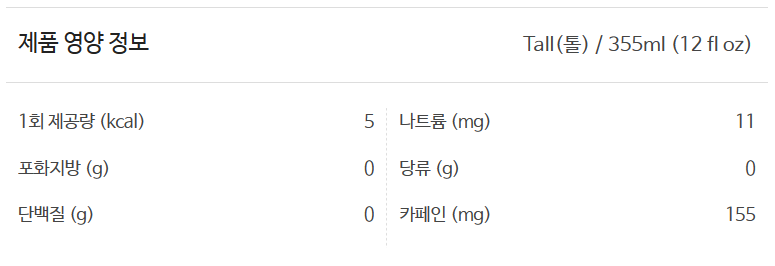 제품 영양 정보 Tall(톨) / 355ml (12 fl oz)
1회 제공량 (kcal) 5 나트륨 (mg) 11
포화지방 (g) 0 당류 (g) 0
단백질 (g) 0 카페인 (mg) 155